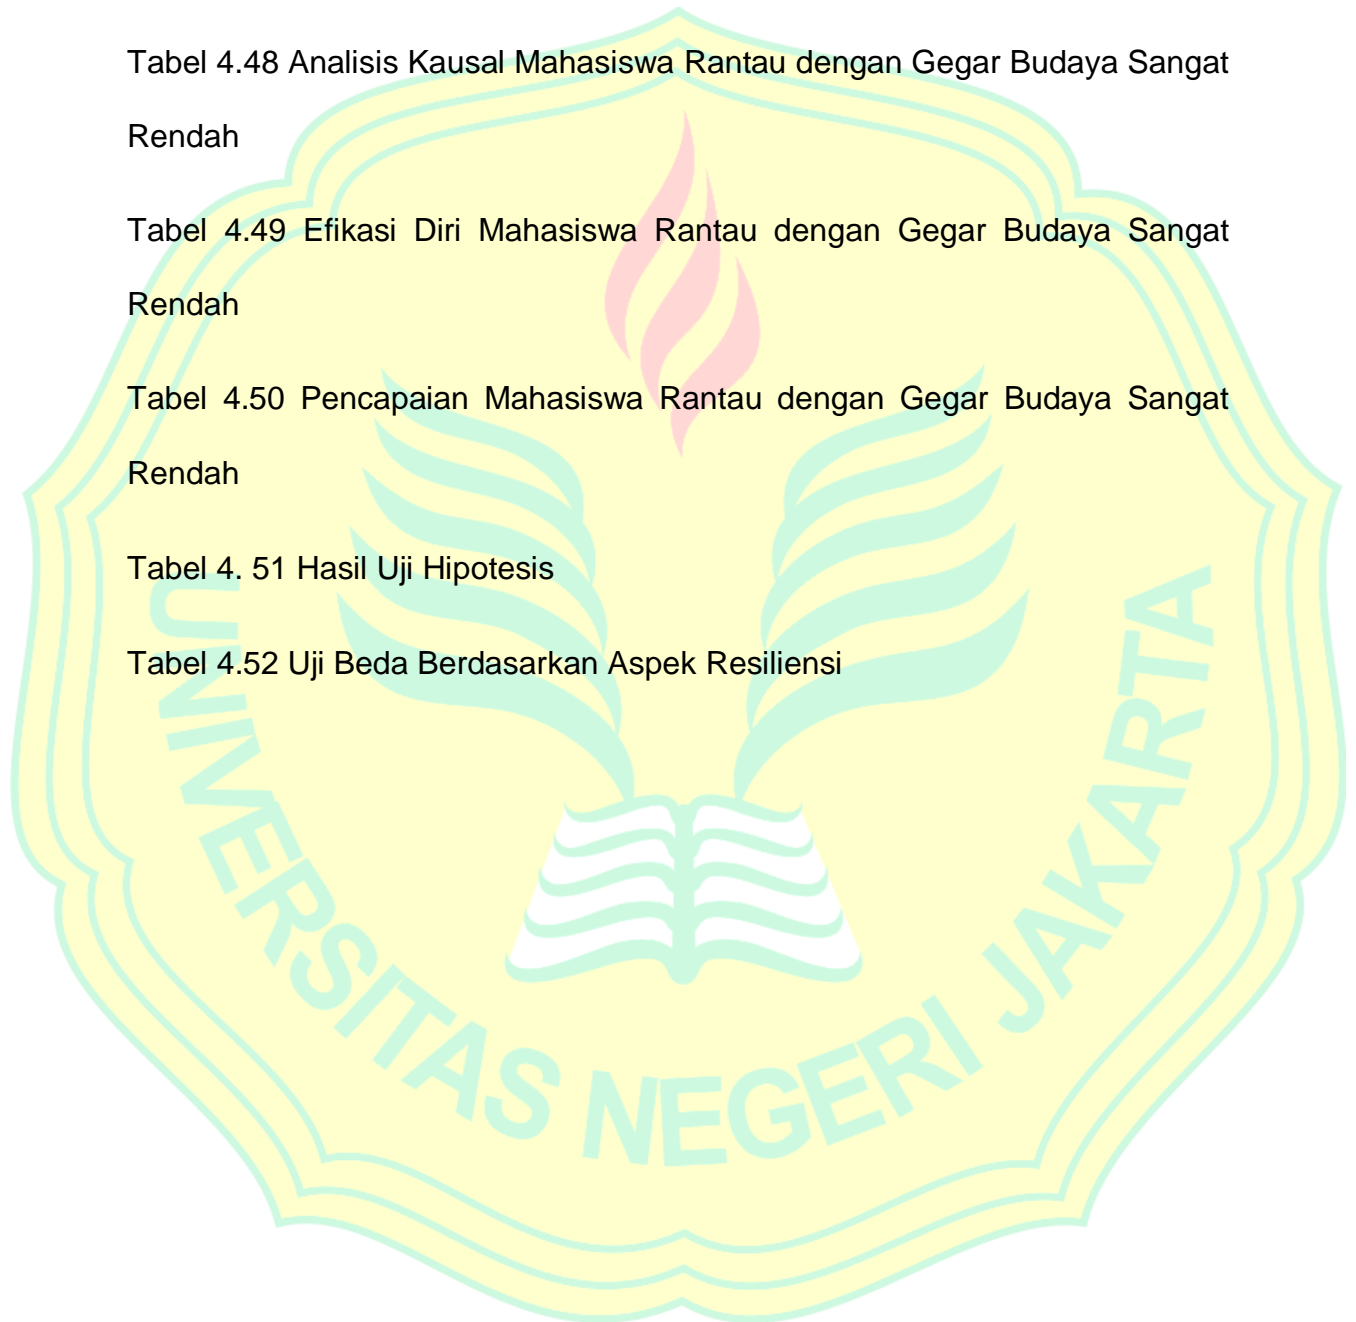 Tabel 4.48 Analisis Kausal Mahasiswa Rantau dengan Gegar Budaya Sangat
Rendah
Tabel 4.49 Efikasi Diri Mahasiswa Rantau dengan Gegar Budaya Sangat
Rendah
Tabel 4.50 Pencapaian Mahasiswa Rantau dengan Gegar Budaya Sangat
Rendah
Tabel 4. 51 Hasil Uji Hipotesis
Tabel 4.52 Uji Beda Berdasarkan Aspek Resiliensi
UNIVERSITAS NEGERI JAKARTA